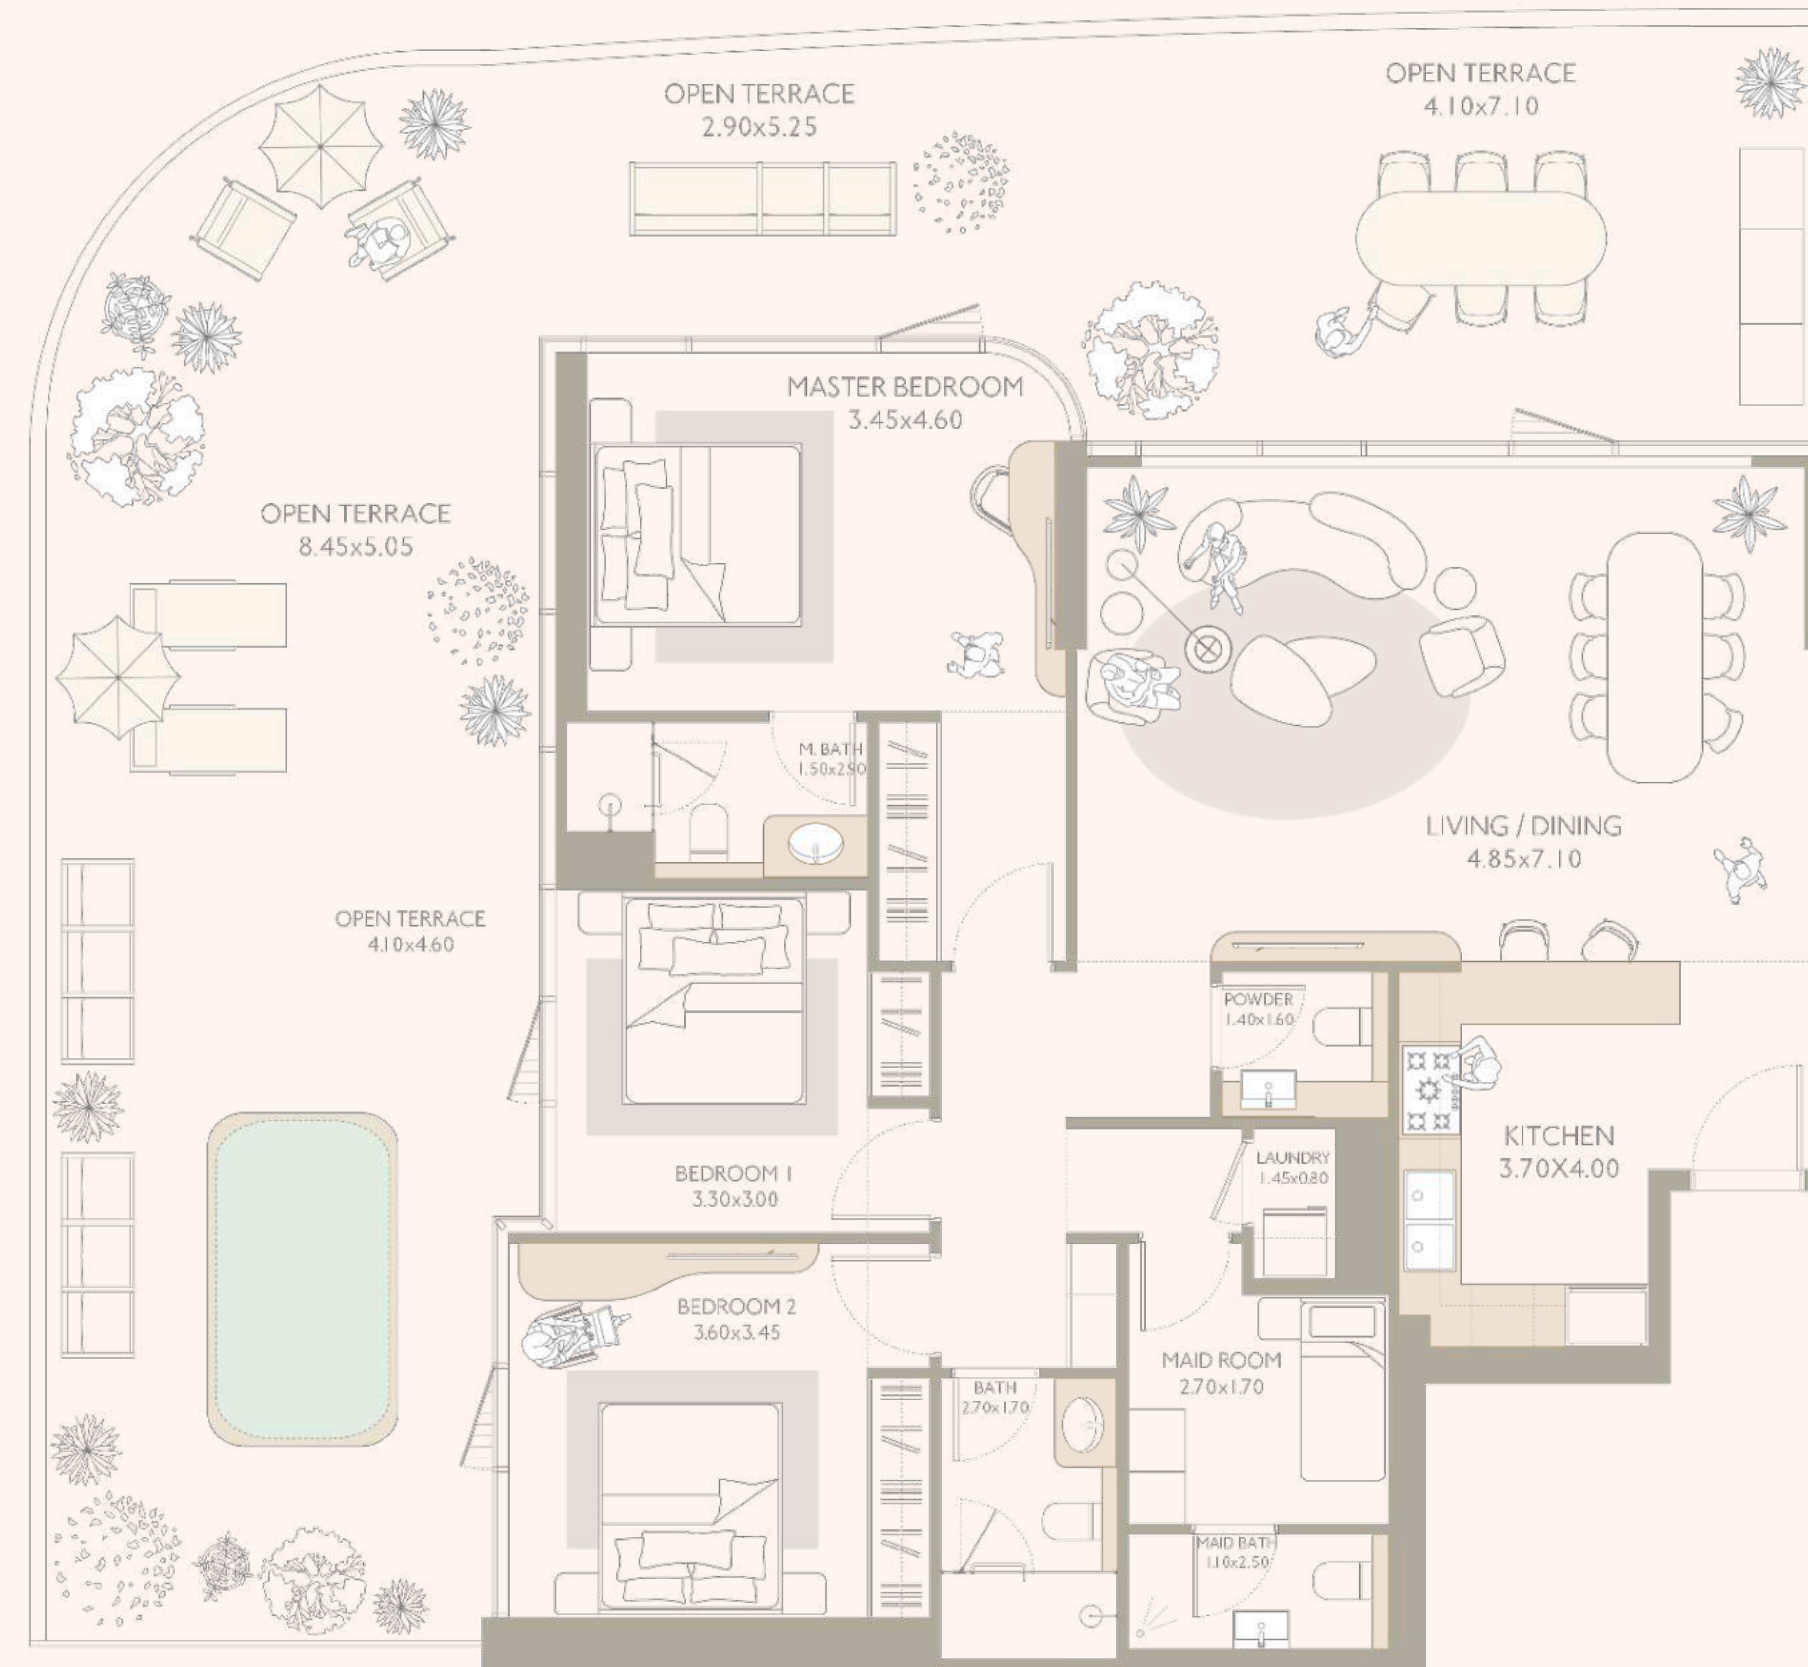 OPEN TERRACE
2.90x5.25
OPEN TERRACE
4.10x7.10
MASTER BEDROOM
3.45x4.60
OPEN TERRACE
8.45x5.05
M. BATH
1.50x2.90
LIVING / DINING
4.85x7.10
OPEN TERRACE
4.10x4.60
POWDER
1.40x1.60
KITCHEN
3.70X4.00
BEDROOM 1
3.30x3.00
LAUNDRY
1.45x0.80
BEDROOM 2
3.60x3.45
MAID ROOM
2.70x1.70
BATH
2.70x1.70
MAID BATH
1.10x2.50